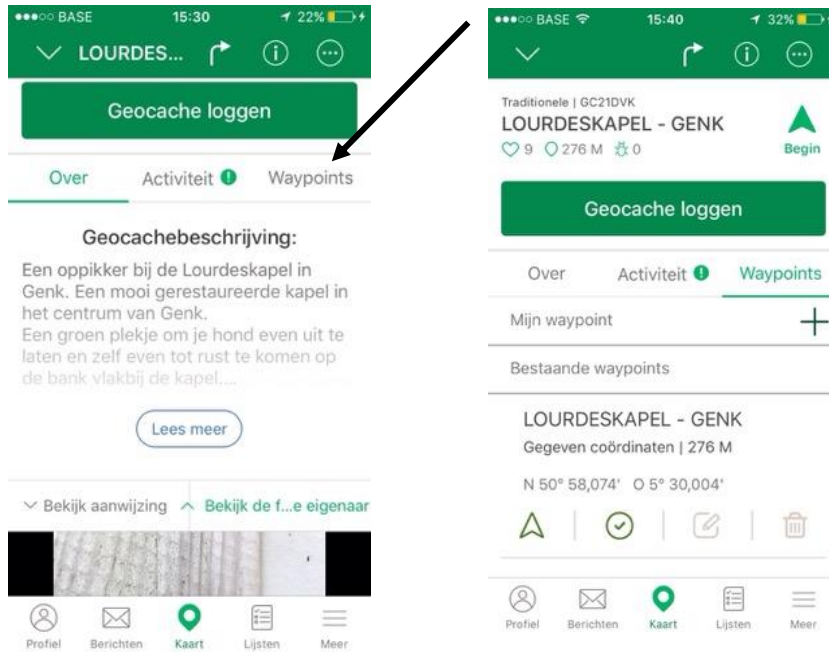 BASE 15:30 22%
LOURDES...
Geocache loggen
Over Activiteit Waypoints
Geocachebeschrijving:
Een oppikker bij de Lourdeskapel in
Genk. Een mooi gerestaureerde kapel in
het centrum van Genk.
Een groen plekje om je hond even uit te
laten en zelf even tot rust te komen op
de bank vlakbij de kapel....
Lees meer
Bekijk aanwijzing Bekijk de f...e eigenaar
Profiel Berichten Kaart Lijsten Meer
BASE 15:40 32%
Traditionele | GC21DVK
LOURDESKAPEL - GENK
9 276 M 0
Begin
Geocache loggen
Over Activiteit Waypoints
Mijn waypoint
Bestaande waypoints
LOURDESKAPEL - GENK
Gegeven coördinaten | 276 M
N 50° 58,074' O 5° 30,004'
Profiel Berichten Kaart Lijsten Meer